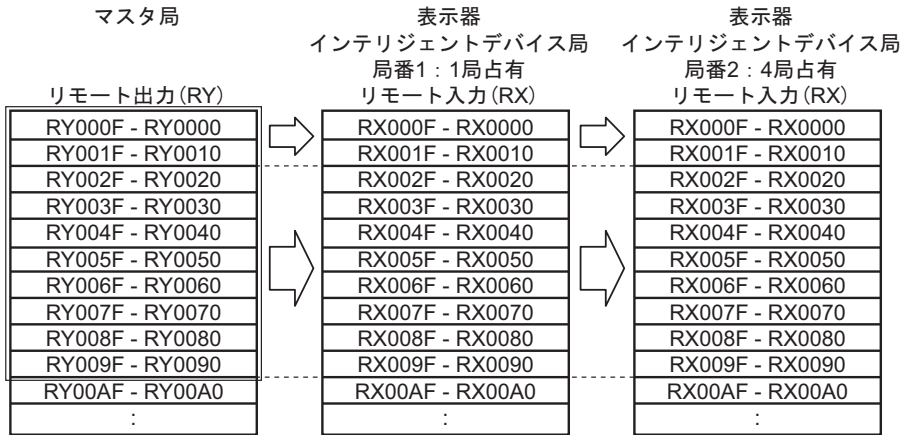 マスタ局
リモート出力(RY)
RY000F - RY0000
RY001F - RY0010
RY002F - RY0020
RY003F - RY0030
RY004F - RY0040
RY005F - RY0050
RY006F - RY0060
RY007F - RY0070
RY008F - RY0080
RY009F - RY0090
RY00AF - RY00A0
:
表示器
インテリジェントデバイス局
局番1：1局占有
リモート入力(RX)
RX000F - RX0000
RX001F - RX0010
RX002F - RX0020
RX003F - RX0030
RX004F - RX0040
RX005F - RX0050
RX006F - RX0060
RX007F - RX0070
RX008F - RX0080
RX009F - RX0090
RX00AF - RX00A0
:
表示器
インテリジェントデバイス局
局番2：4局占有
リモート入力(RX)
RX000F - RX0000
RX001F - RX0010
RX002F - RX0020
RX003F - RX0030
RX004F - RX0040
RX005F - RX0050
RX006F - RX0060
RX007F - RX0070
RX008F - RX0080
RX009F - RX0090
RX00AF - RX00A0
: